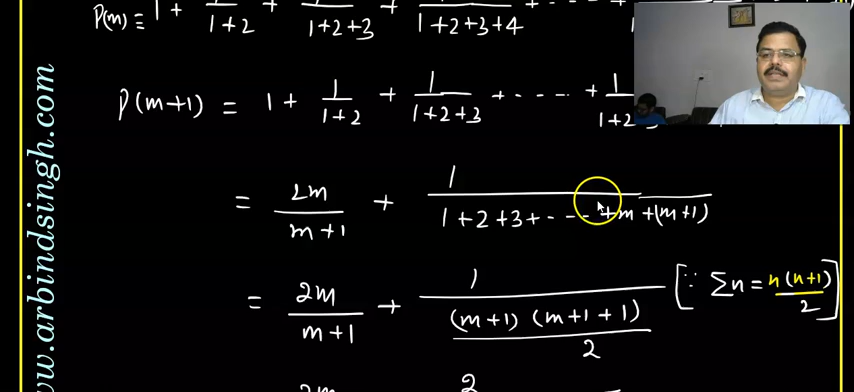 P(m) = 1 + 1/(1+2) + 1/(1+2+3) + 1/(1+2+3+4) + ---
P(m+1) = 1 + 1/(1+2) + 1/(1+2+3) + - - - - +
= 2m/(m+1) + 1/(1+2+3+----+m+(m+1))
= 2m/(m+1) + 1/((m+1)(m+1+1)/2) [∵ Σn = n(n+1)/2]
2m 2
www.arbindsingh.com